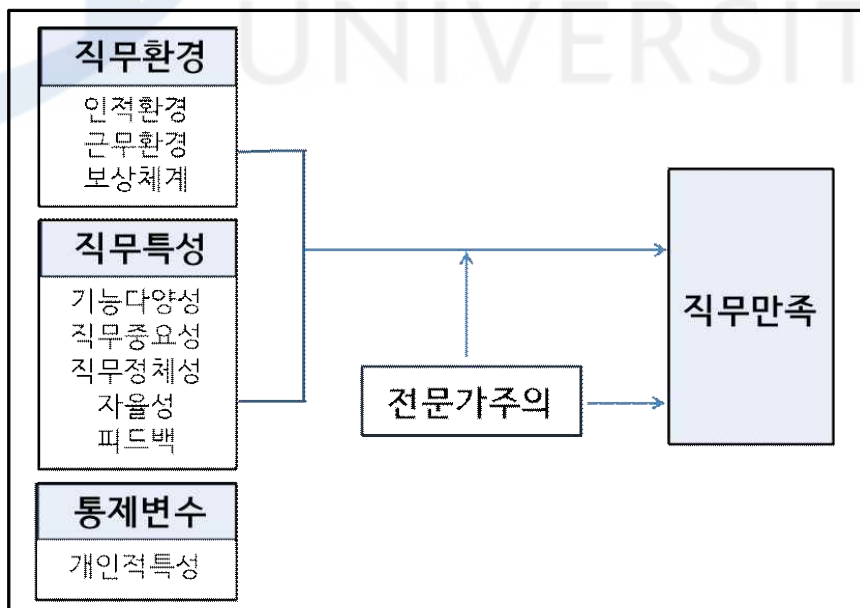 UNIVERSIT
직무환경
인적환경
근무환경
보상체계
직무특성
기능다양성
직무중요성
직무정체성
자율성
피드백
통제변수
개인적특성
전문가주의
직무만족